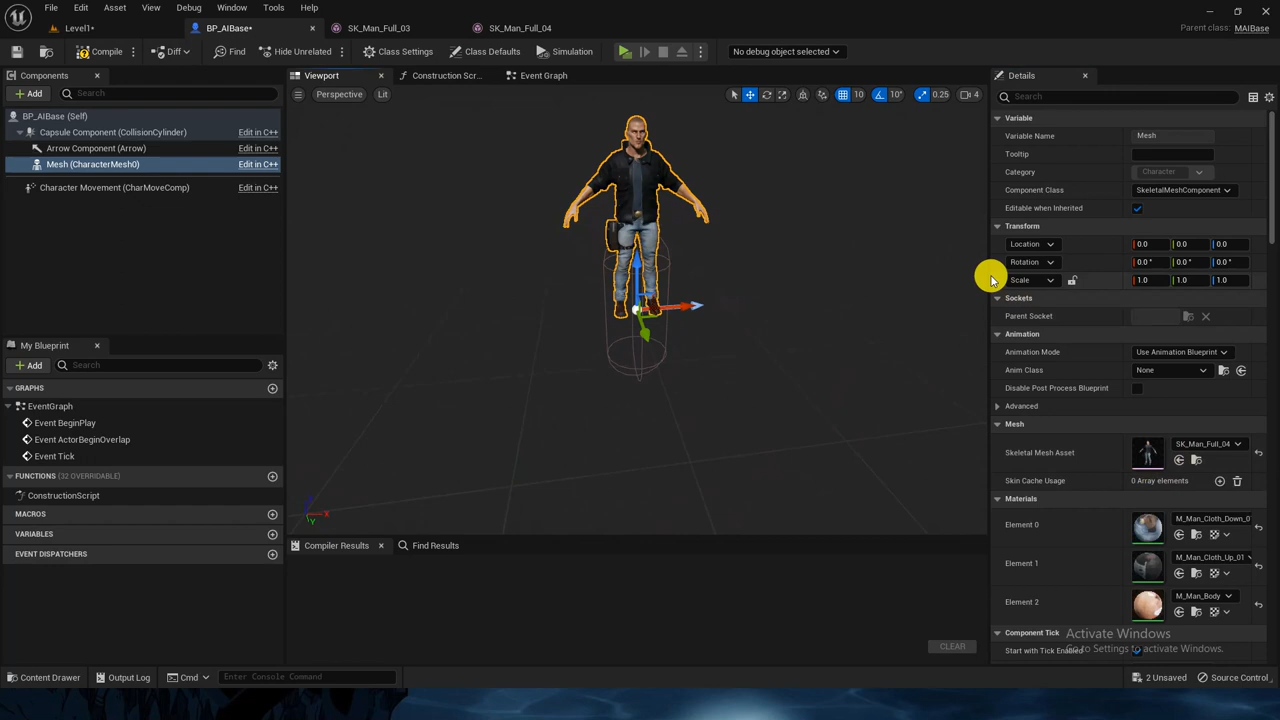 File Edit Asset View Debug Window Tools Help
Level1•
BP_AIBase•
SK_Man_Full_03
SK_Man_Full_04
Parent class: MAIBase
Compile
Diff
Find
Hide Unrelated
Class Settings
Class Defaults
Simulation
No debug object selected
Components
Viewport
Construction Scr...
Event Graph
Details
Add
Search
Perspective
Lit
10
10°
0.25
4
Search
BP_AIBase (Self)
Capsule Component (CollisionCylinder) Edit in C++
Arrow Component (Arrow) Edit in C++
Mesh (CharacterMesh0) Edit in C++
Character Movement (CharMoveComp) Edit in C++
Variable
Variable Name Mesh
Tooltip
Category Character
Component Class SkeletalMeshComponent
Editable when Inherited
Transform
Location 0.0 0.0 0.0
Rotation 0.0 ° 0.0 ° 0.0 °
Scale 1.0 1.0 1.0
Sockets
Parent Socket
Animation
Animation Mode Use Animation Blueprint
Anim Class None
Disable Post Process Blueprint
Advanced
Mesh
Skeletal Mesh Asset SK_Man_Full_04
Skin Cache Usage 0 Array elements
Materials
Element 0 M_Man_Cloth_Down_0
Element 1 M_Man_Cloth_Up_01
Element 2 M_Man_Body
Component Tick
Start with Tick Enabled
Activate Windows
Go to Settings to activate Windows.
My Blueprint
Add
Search
GRAPHS
EventGraph
Event BeginPlay
Event ActorBeginOverlap
Event Tick
FUNCTIONS (32 OVERRIDABLE)
ConstructionScript
MACROS
VARIABLES
EVENT DISPATCHERS
X
Y
Compiler Results
Find Results
CLEAR
Content Drawer
Output Log
Cmd
Enter Console Command
2 Unsaved
Source Control